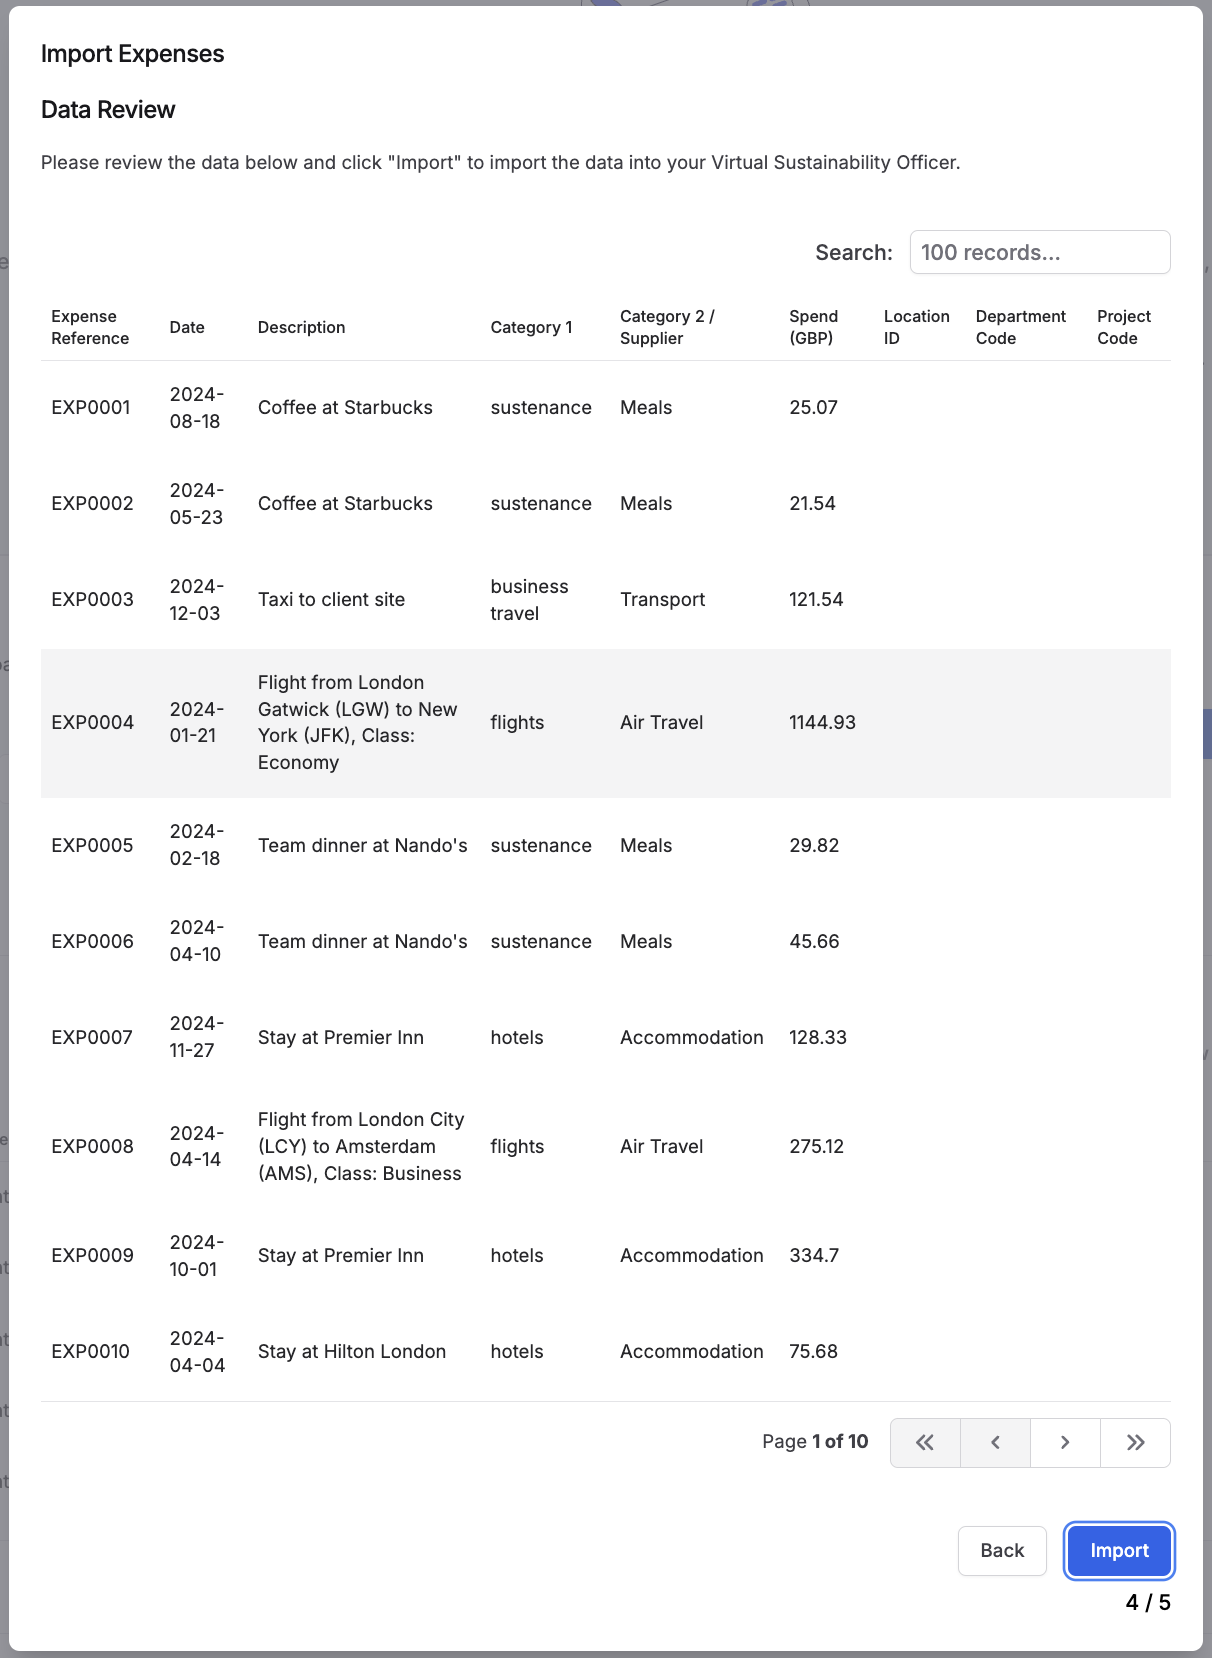 Import Expenses
Data Review
Please review the data below and click "Import" to import the data into your Virtual Sustainability Officer.
Search: 100 records...
Expense Reference Date Description Category 1 Category 2 / Supplier Spend (GBP) Location ID Department Code Project Code
EXP0001 2024-08-18 Coffee at Starbucks sustenance Meals 25.07
EXP0002 2024-05-23 Coffee at Starbucks sustenance Meals 21.54
EXP0003 2024-12-03 Taxi to client site business travel Transport 121.54
EXP0004 2024-01-21 Flight from London Gatwick (LGW) to New York (JFK), Class: Economy flights Air Travel 1144.93
EXP0005 2024-02-18 Team dinner at Nando's sustenance Meals 29.82
EXP0006 2024-04-10 Team dinner at Nando's sustenance Meals 45.66
EXP0007 2024-11-27 Stay at Premier Inn hotels Accommodation 128.33
EXP0008 2024-04-14 Flight from London City (LCY) to Amsterdam (AMS), Class: Business flights Air Travel 275.12
EXP0009 2024-10-01 Stay at Premier Inn hotels Accommodation 334.7
EXP0010 2024-04-04 Stay at Hilton London hotels Accommodation 75.68
Page 1 of 10
Back Import
4 / 5